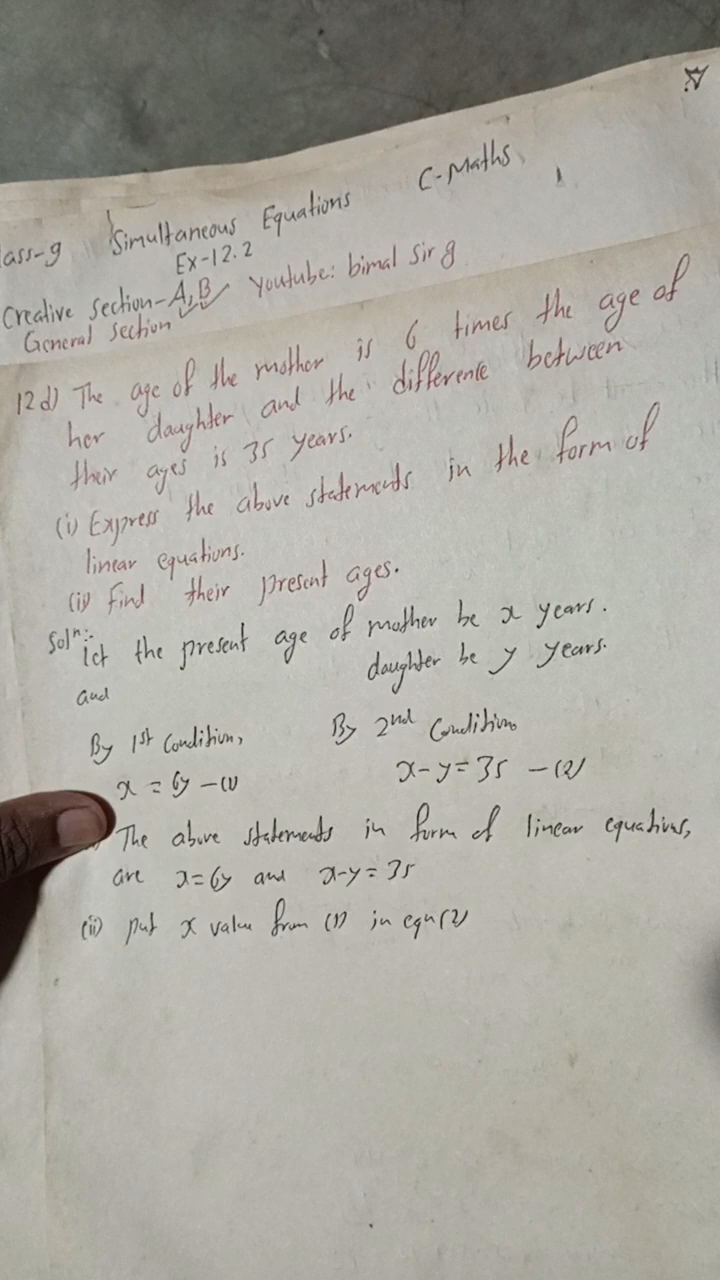 ass-9 Simultaneous Equations C-Maths
Ex-12.2
Creative section-A,B Youtube: bimal Sir g
General section
12 d) The age of the mother is 6 times the age of
her daughter and the difference between
their ages is 35 years.
(i) Express the above statements in the form of
linear equations.
(ii) Find their present ages.
Solⁿ:-
let the present age of mother be x years.
and daughter be y years.
By 1st Condition, By 2nd Condition,
x = 6y -(1) x-y=35 -(2)
The above statements in form of linear equations,
are x=6y and x-y=35
(ii) put x value from (1) in eqn(2)